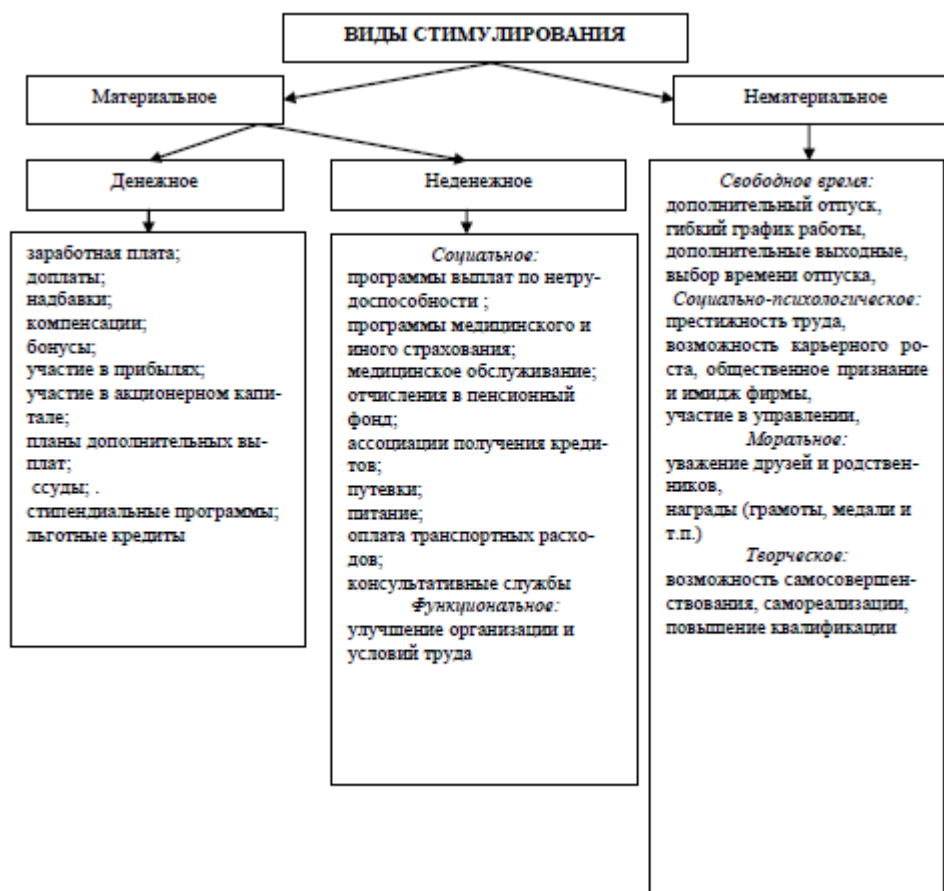 ВИДЫ СТИМУЛИРОВАНИЯ
Материальное
Нематериальное
Денежное
Неденежное
заработная плата;
доплаты;
надбавки;
компенсации;
бонусы;
участие в прибылях;
участие в акционерном капи-
тале;
планы дополнительных вы-
плат;
ссуды; .
стипендиальные программы;
льготные кредиты
Социальное:
программы выплат по нетру-
доспособности ;
программы медицинского и
иного страхования;
медицинское обслуживание;
отчисления в пенсионный
фонд;
ассоциации получения креди-
тов;
путевки;
питание;
оплата транспортных расхо-
дов;
консультативные службы
Функциональное:
улучшение организации и
условий труда
Свободное время:
дополнительный отпуск,
гибкий график работы,
дополнительные выходные,
выбор времени отпуска,
Социально-психологическое:
престижность труда,
возможность карьерного ро-
ста, общественное признание
и имидж фирмы,
участие в управлении,
Моральное:
уважение друзей и родствен-
ников,
награды (грамоты, медали и
т.п.)
Творческое:
возможность самосовершен-
ствования, самореализации,
повышение квалификации